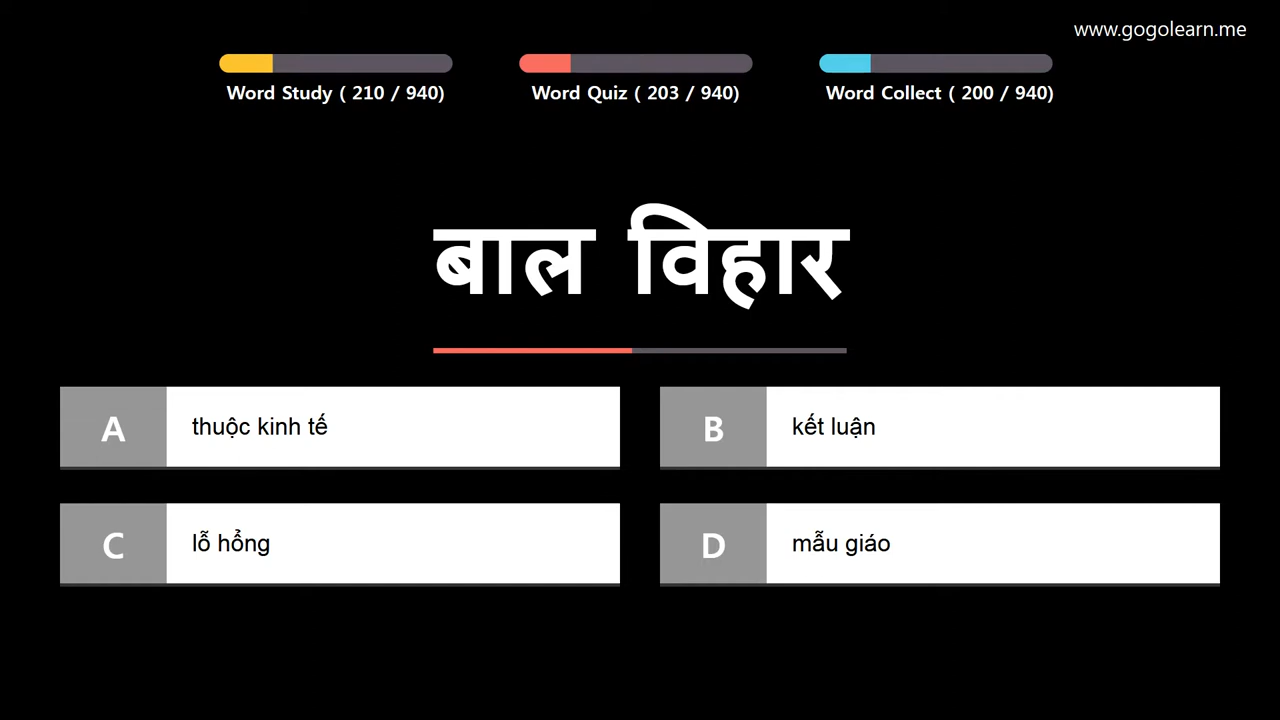 www.gogolearn.me
Word Study ( 210 / 940)
Word Quiz ( 203 / 940)
Word Collect ( 200 / 940)
बाल विहार
A thuộc kinh tế
B kết luận
C lỗ hổng
D mẫu giáo